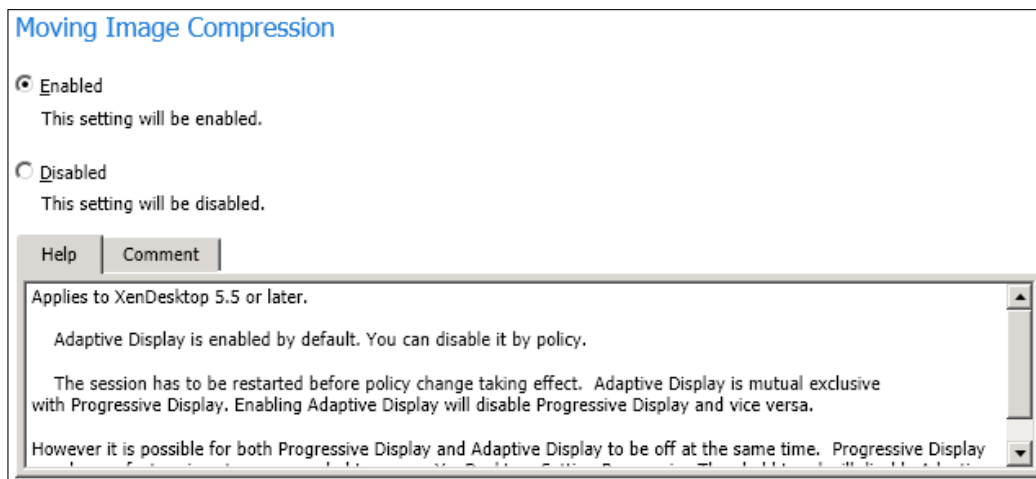 Moving Image Compression
Enabled
This setting will be enabled.
Disabled
This setting will be disabled.
Help Comment
Applies to XenDesktop 5.5 or later.
Adaptive Display is enabled by default. You can disable it by policy.
The session has to be restarted before policy change taking effect. Adaptive Display is mutual exclusive
with Progressive Display. Enabling Adaptive Display will disable Progressive Display and vice versa.
However it is possible for both Progressive Display and Adaptive Display to be off at the same time. Progressive Display